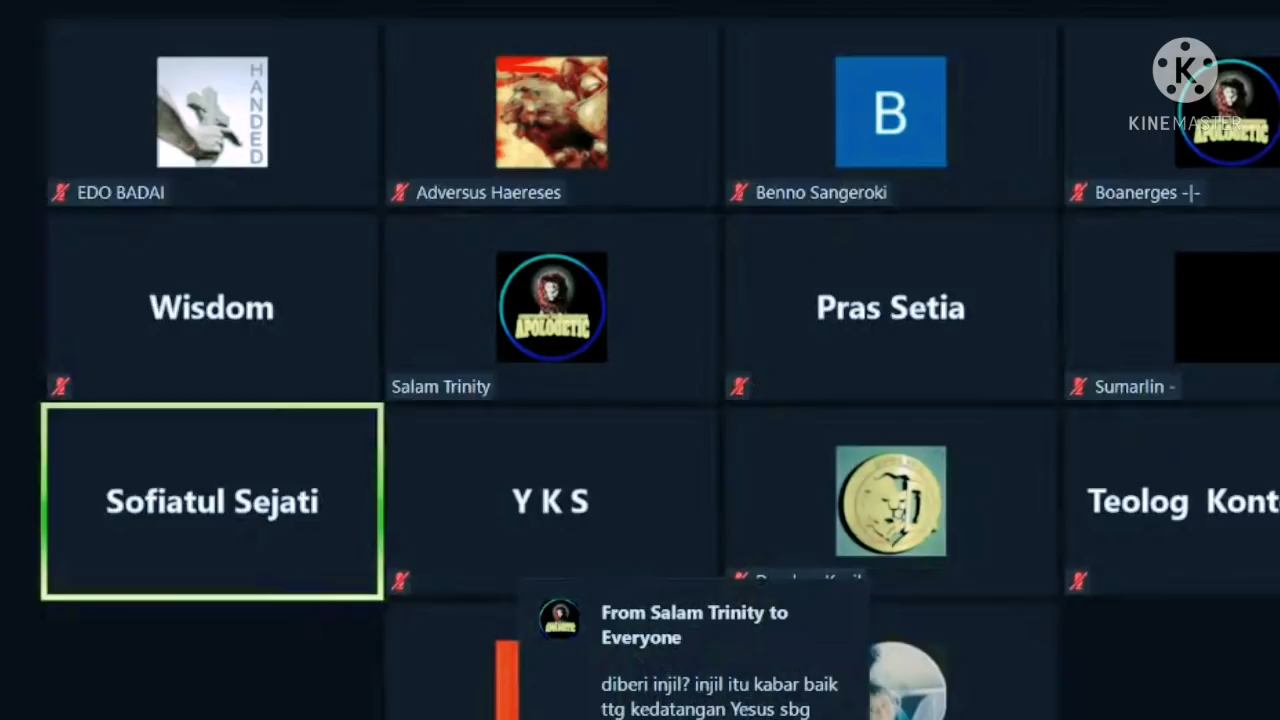 HANDED
EDO BADAI
Adversus Haereses
B
Benno Sangeroki
APOLOGETIC
Boanerges -|-
K
KINEMASTER
Wisdom
APOLOGETIC
Salam Trinity
Pras Setia
Sumarlin -
Sofiatul Sejati
Y K S
Teolog Kont
From Salam Trinity to
Everyone
diberi injil? injil itu kabar baik
ttg kedatangan Yesus sbg